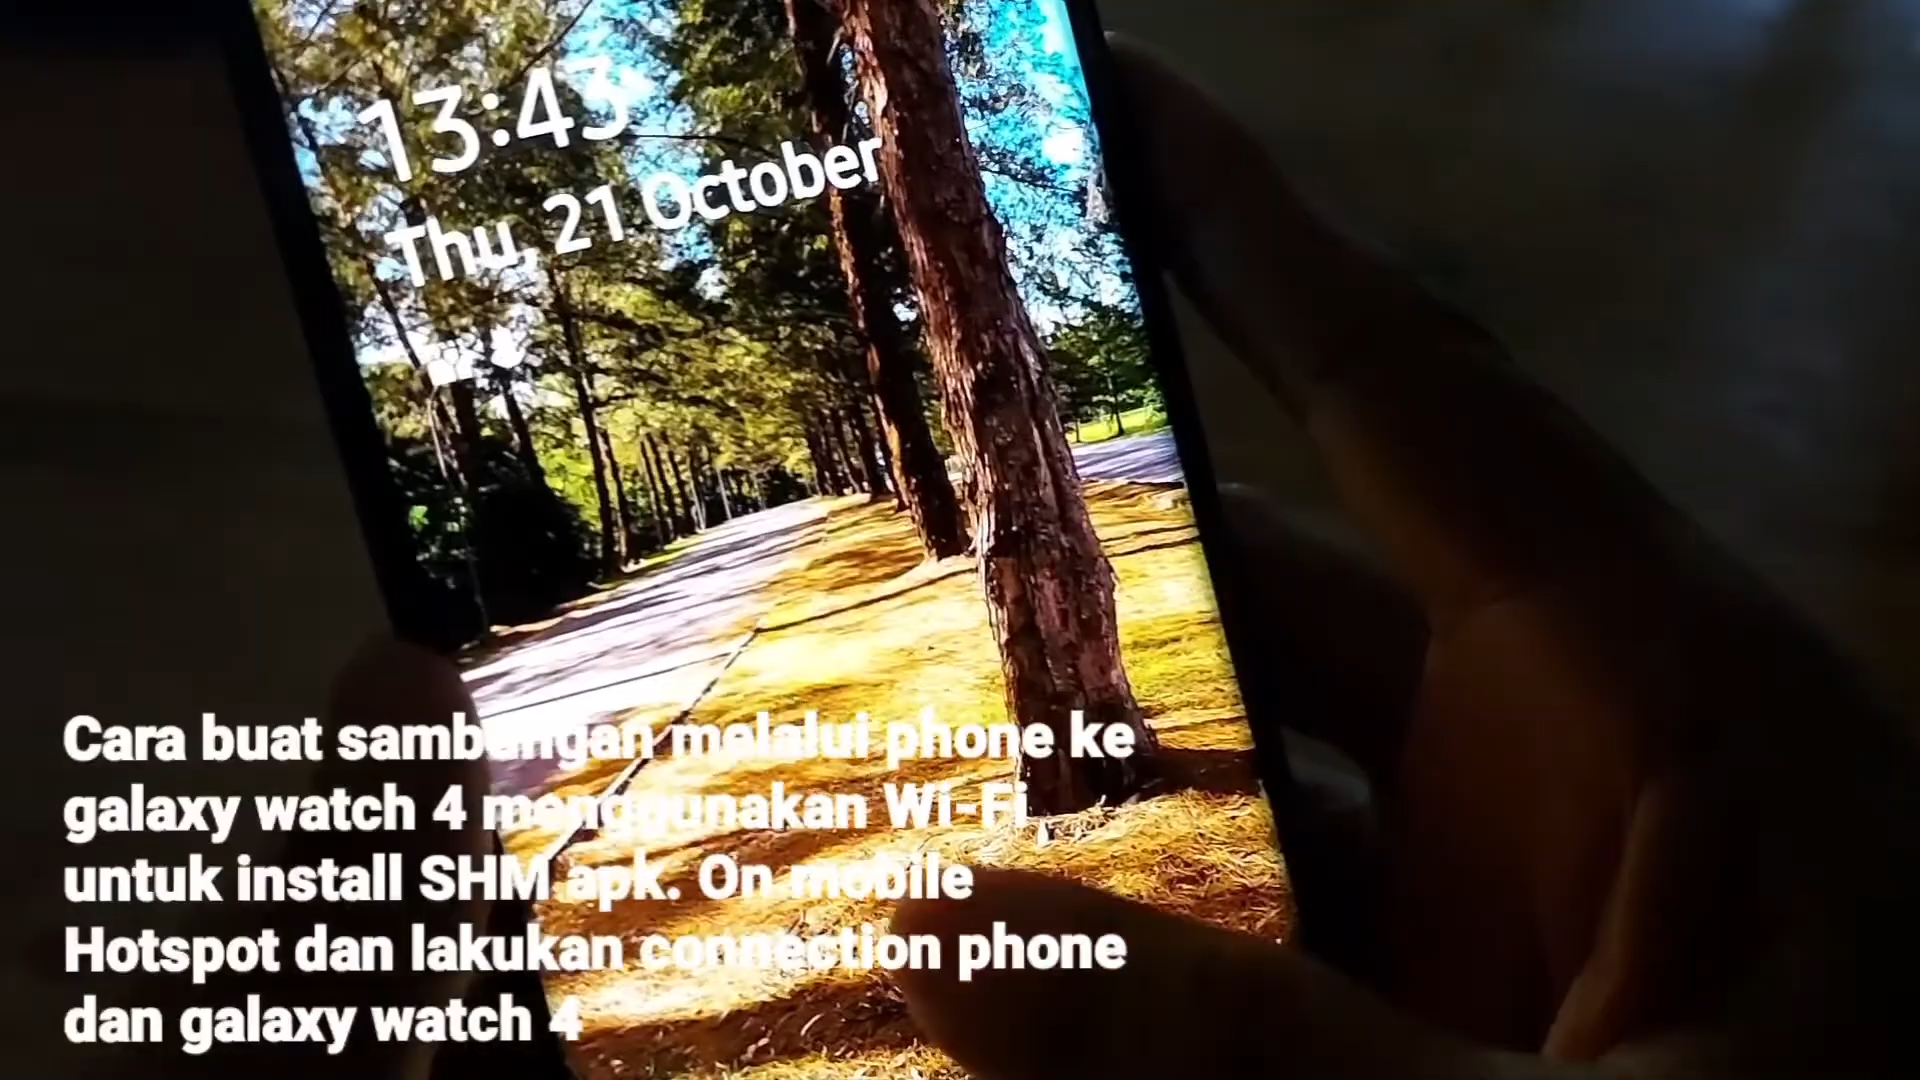 13:43
Thu, 21 October
Cara buat sambungan melalui phone ke
galaxy watch 4 menggunakan Wi-Fi
untuk install SHM apk. On mobile
Hotspot dan lakukan connection phone
dan galaxy watch 4